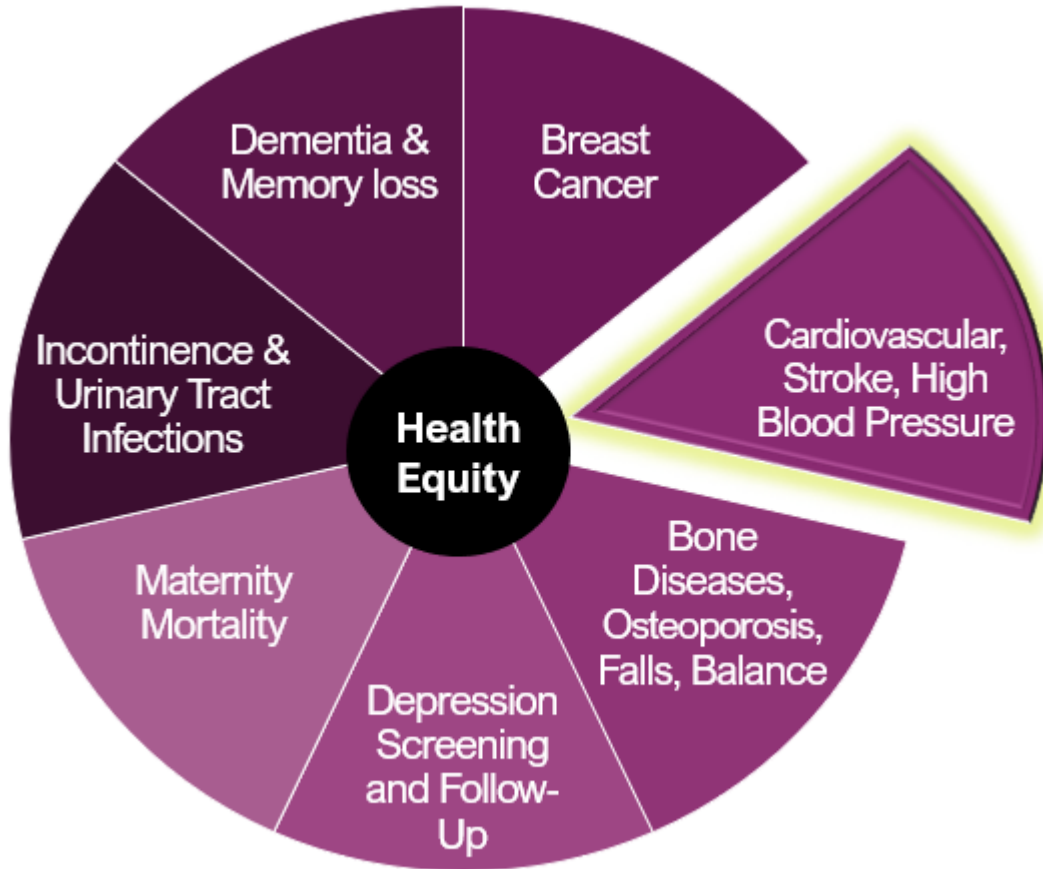 Dementia &
Memory loss
Breast
Cancer
Cardiovascular,
Stroke, High
Blood Pressure
Incontinence &
Urinary Tract
Infections
Health
Equity
Bone
Diseases,
Osteoporosis,
Falls, Balance
Maternity
Mortality
Depression
Screening
and Follow-
Up